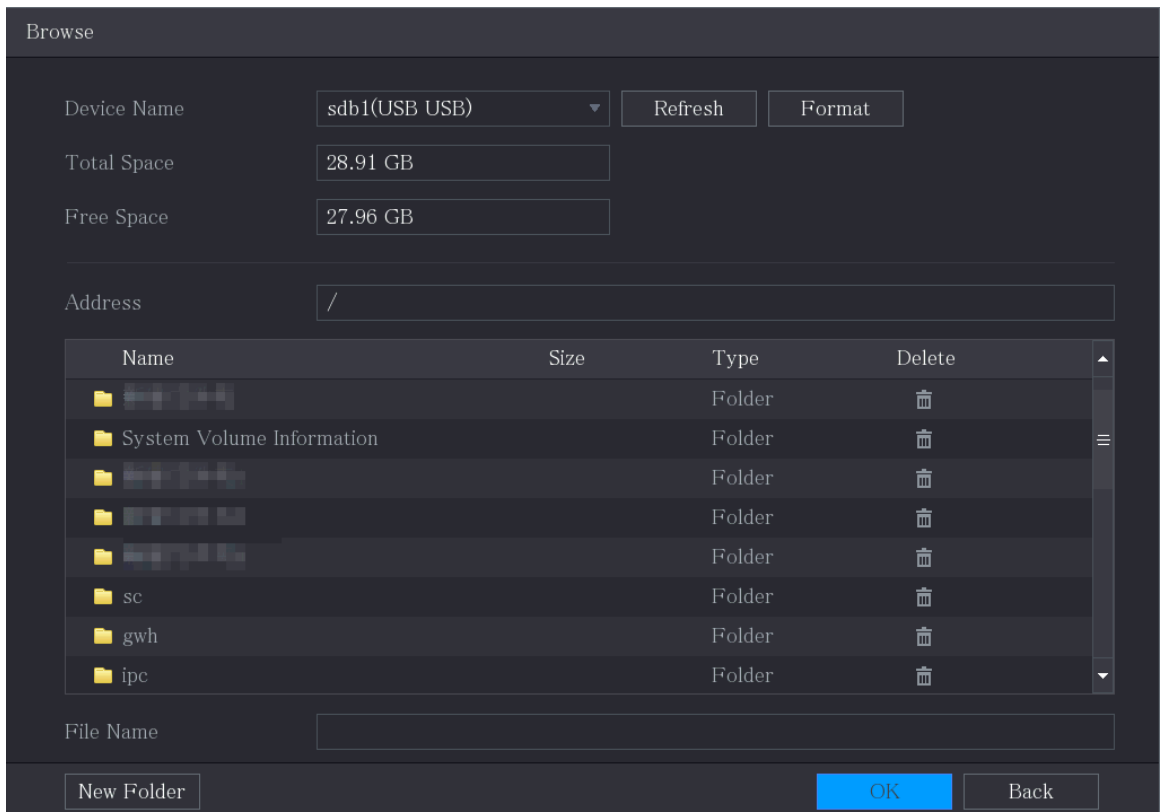 Browse
Device Name sdb1(USB USB) Refresh Format
Total Space 28.91 GB
Free Space 27.96 GB
Address /
Name Size Type Delete
Folder
System Volume Information Folder
Folder
Folder
Folder
sc Folder
gwh Folder
ipc Folder
File Name
New Folder OK Back